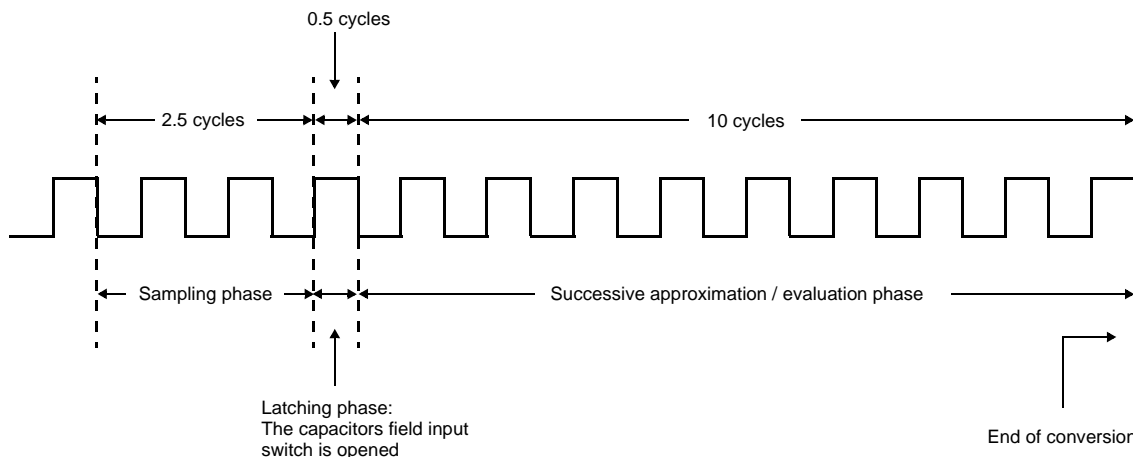 0.5 cycles
2.5 cycles
10 cycles
Sampling phase
Successive approximation / evaluation phase
Latching phase:
The capacitors field input
switch is opened
End of conversion